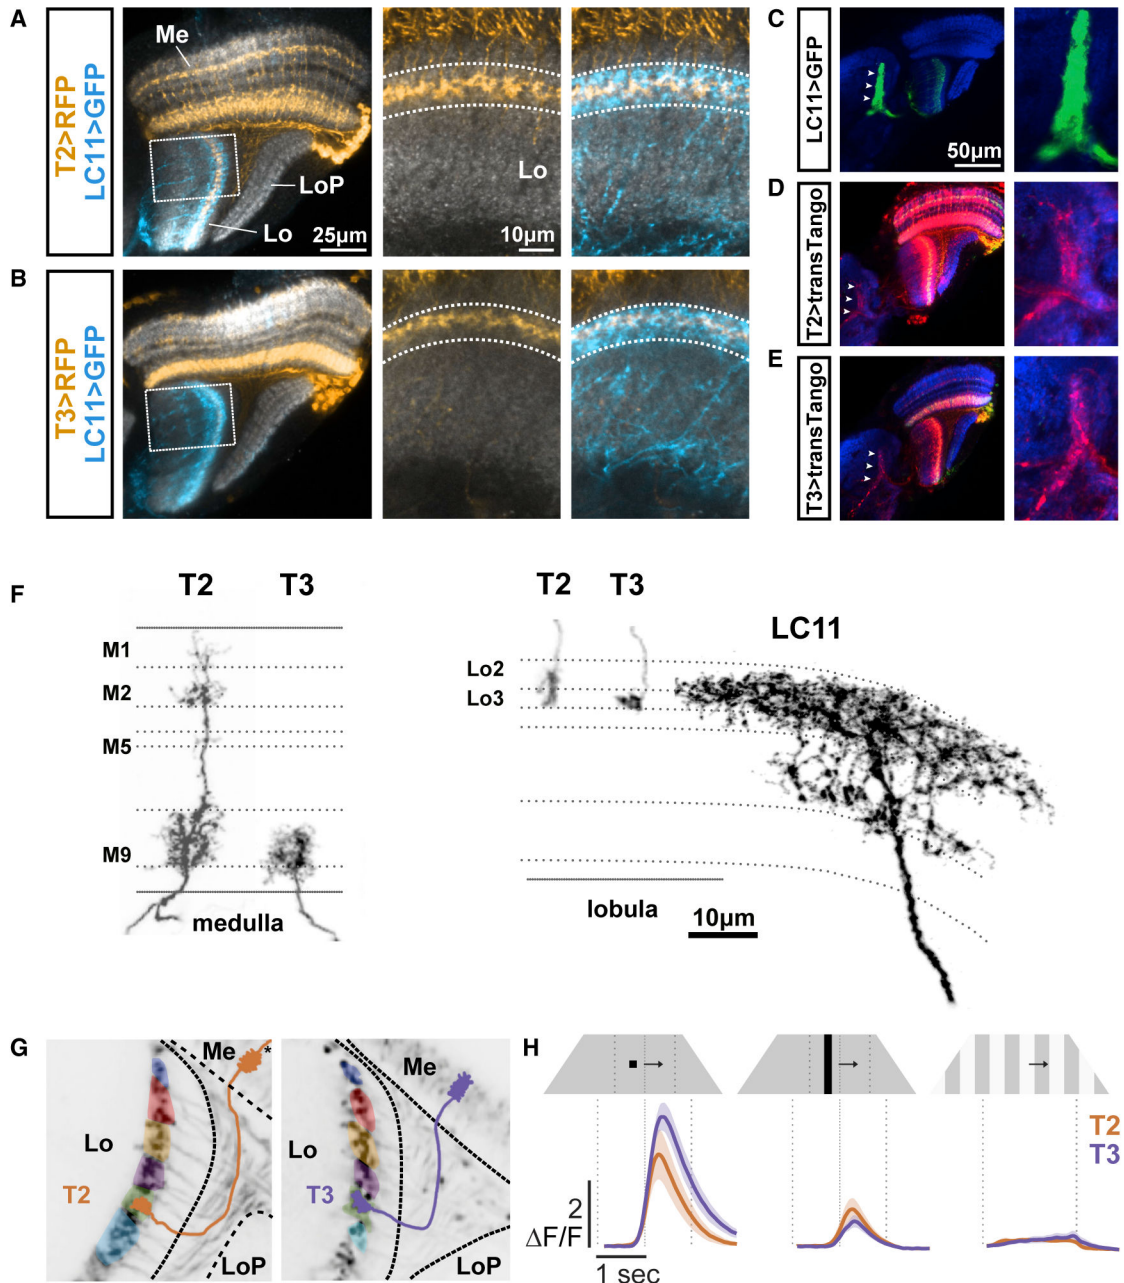 A
T2>RFP
LC11>GFP
Me
LoP
Lo
25µm
Lo
10µm
B
T3>RFP
LC11>GFP
C
LC11>GFP
50µm
D
T2>transTango
E
T3>transTango
F
T2 T3
M1
M2
M5
M9
medulla
T2 T3
LC11
Lo2
Lo3
lobula
10µm
G
Me
*
Lo
T2
LoP
Me
Lo
T3
LoP
H
T2
T3
2
ΔF/F
1 sec